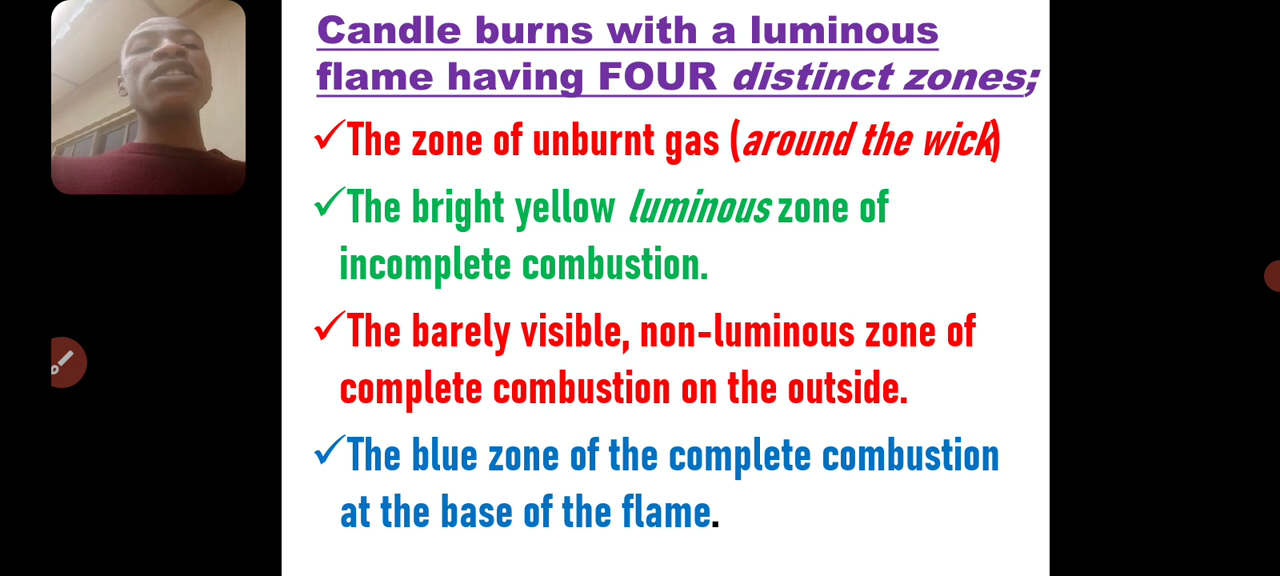 Candle burns with a luminous
flame having FOUR distinct zones;
✓The zone of unburnt gas (around the wick)
✓The bright yellow luminous zone of
incomplete combustion.
✓The barely visible, non-luminous zone of
complete combustion on the outside.
✓The blue zone of the complete combustion
at the base of the flame.